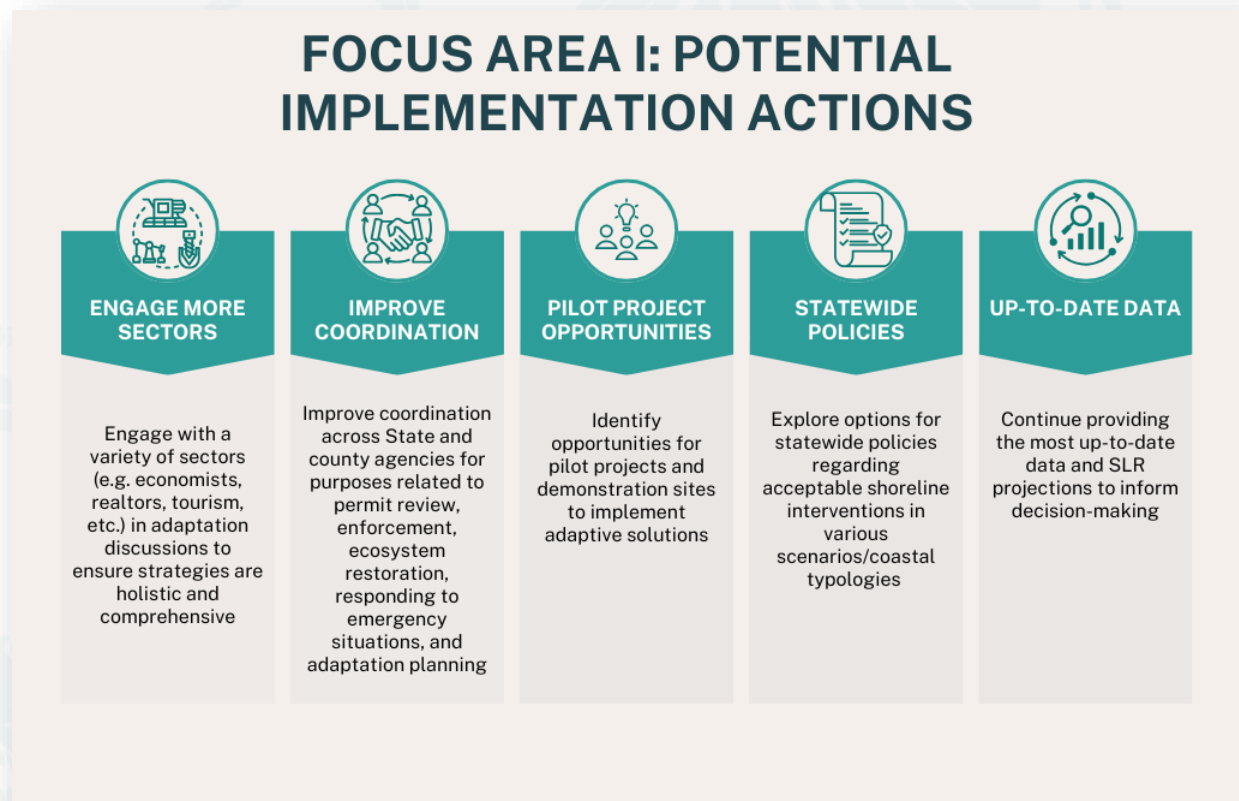 FOCUS AREA I: POTENTIAL
IMPLEMENTATION ACTIONS
ENGAGE MORE
SECTORS
Engage with a
variety of sectors
(e.g. economists,
realtors, tourism,
etc.) in adaptation
discussions to
ensure strategies are
holistic and
comprehensive
IMPROVE
COORDINATION
Improve coordination
across State and
county agencies for
purposes related to
permit review,
enforcement,
ecosystem
restoration,
responding to
emergency
situations, and
adaptation planning
PILOT PROJECT
OPPORTUNITIES
Identify
opportunities for
pilot projects and
demonstration sites
to implement
adaptive solutions
STATEWIDE
POLICIES
Explore options for
statewide policies
regarding
acceptable shoreline
interventions in
various
scenarios/coastal
typologies
UP-TO-DATE DATA
Continue providing
the most up-to-date
data and SLR
projections to inform
decision-making